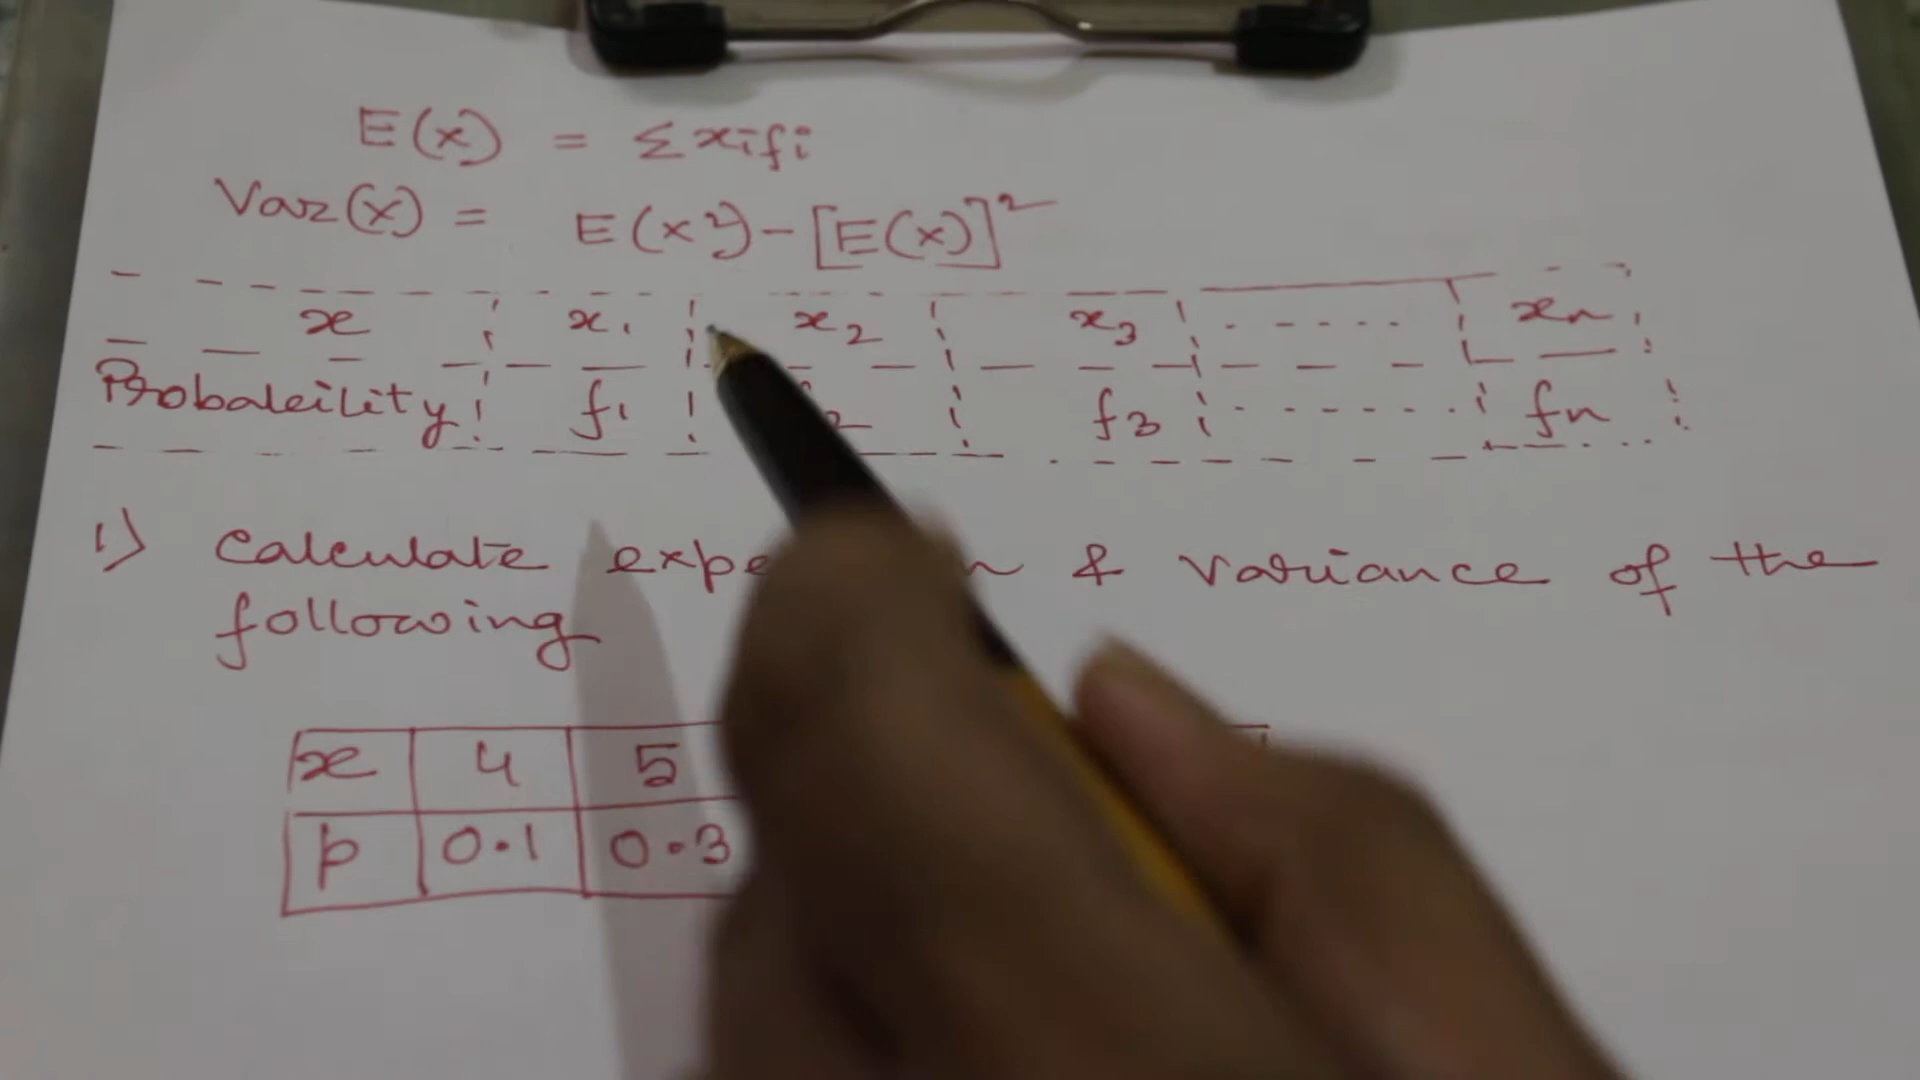 E(x) = Σxifi
Var(x) = E(x²) - [E(x)]²
x x₁ x₂ x₃ ...... xn
Probability f₁ f₃ ....... fn
1) Calculate & variance of the
following
x 4 5
p 0.1 0.3